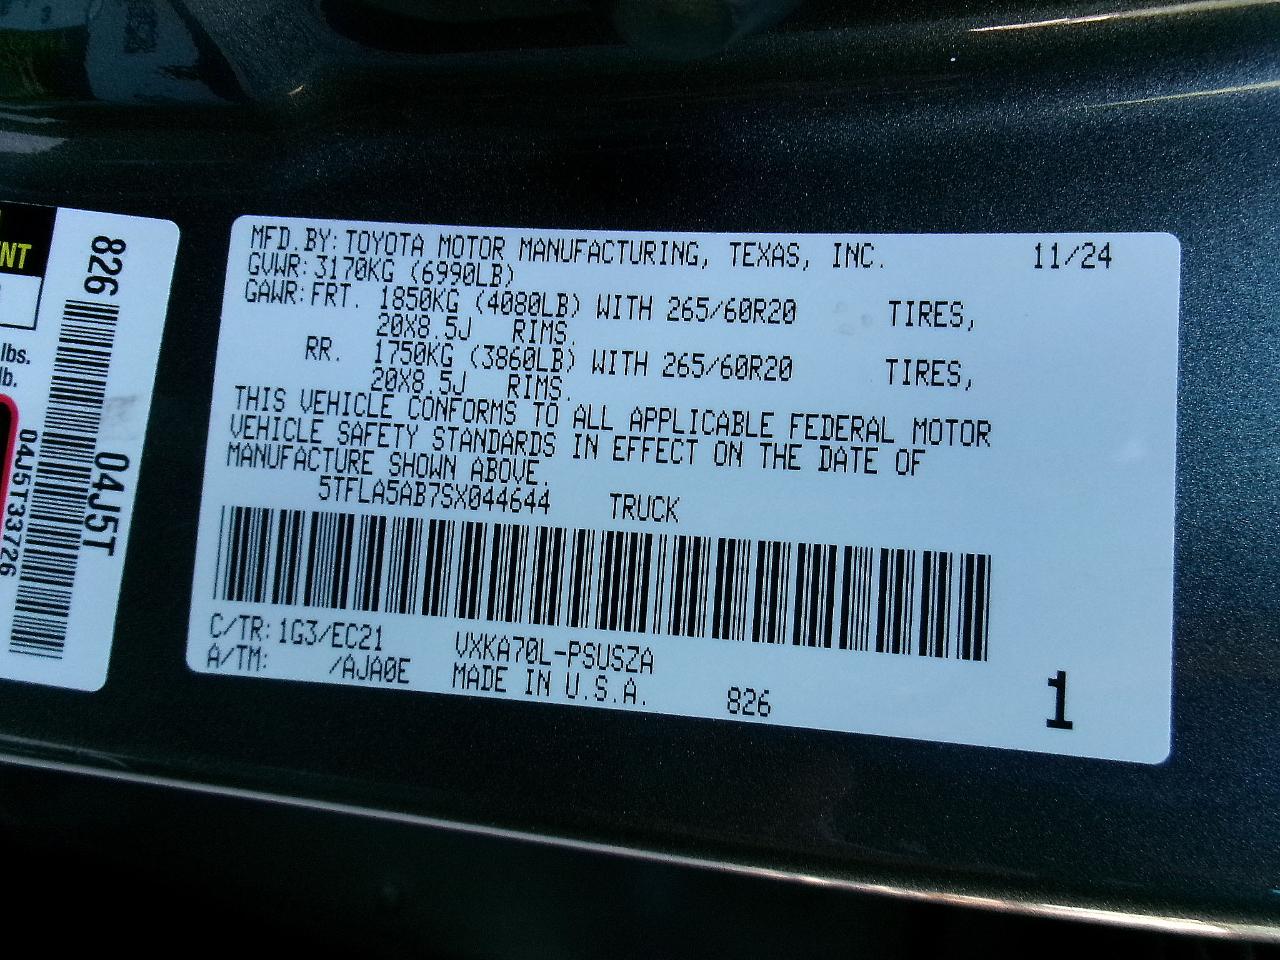 MFD.BY: TOYOTA MOTOR MANUFACTURING, TEXAS, INC. 11/24
GVWR: 3170KG (6990LB)
GAWR: FRT. 1850KG (4080LB) WITH 265/60R20 TIRES,
20X8.5J RIMS.
RR. 1750KG (3860LB) WITH 265/60R20 TIRES,
20X8.5J RIMS.
THIS VEHICLE CONFORMS TO ALL APPLICABLE FEDERAL MOTOR
VEHICLE SAFETY STANDARDS IN EFFECT ON THE DATE OF
MANUFACTURE SHOWN ABOVE.
5TFLA5AB7SX044644 TRUCK
C/TR: 1G3/EC21 VXKA70L-PSUSZA
A/TM: /AJA0E MADE IN U.S.A. 826
1
NT
lbs.
lb.
826
04J5T
04J5T33726